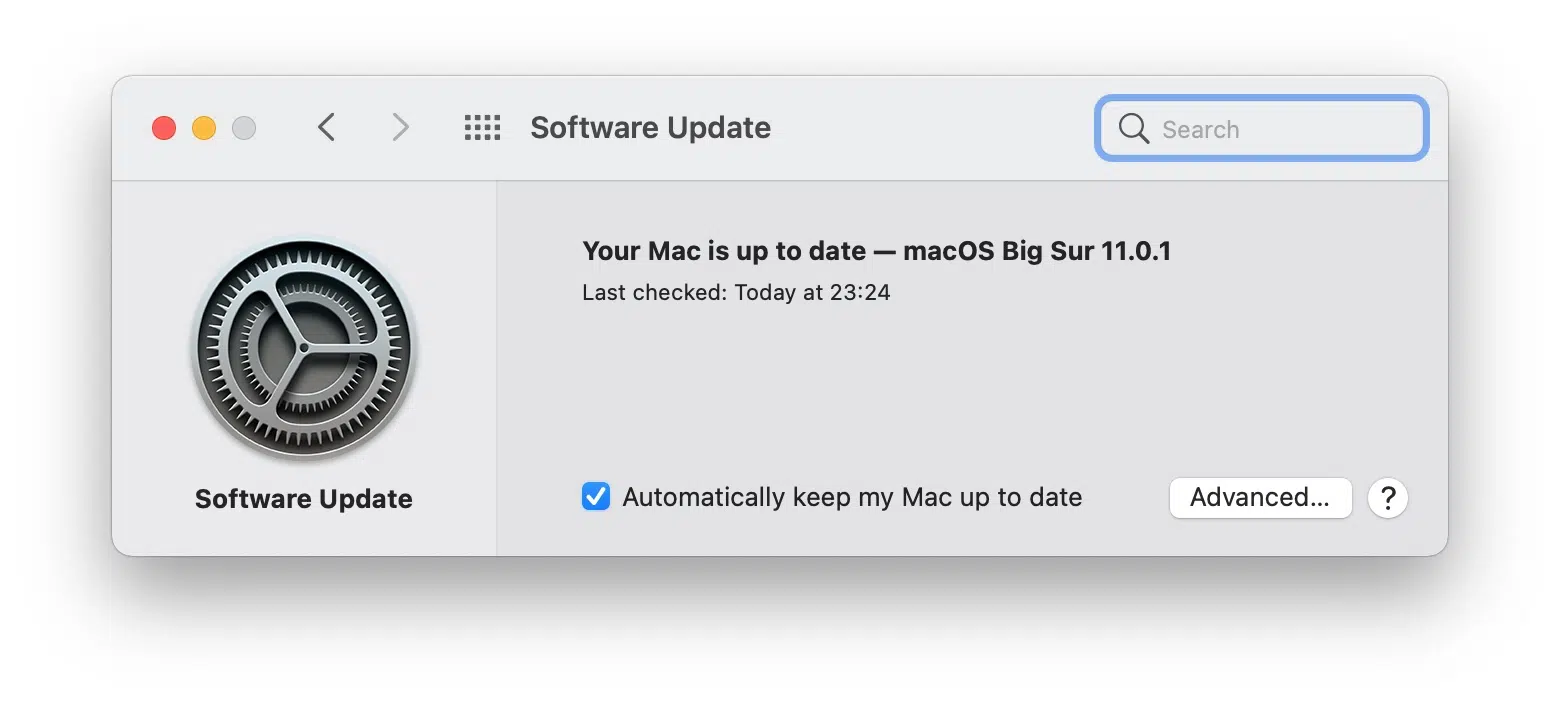 Software Update
Search
Software Update
Your Mac is up to date — macOS Big Sur 11.0.1
Last checked: Today at 23:24
Automatically keep my Mac up to date
Advanced...
?